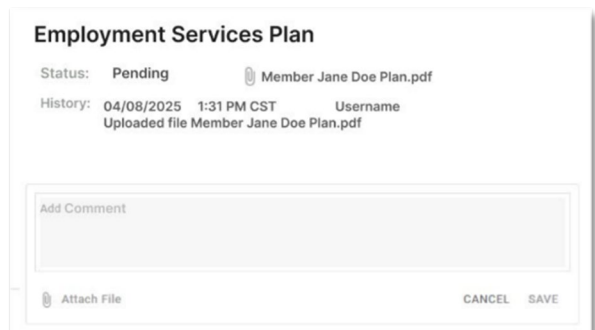 Employment Services Plan
Status: Pending Member Jane Doe Plan.pdf
History: 04/08/2025 1:31 PM CST Username
Uploaded file Member Jane Doe Plan.pdf
Add Comment
Attach File CANCEL SAVE